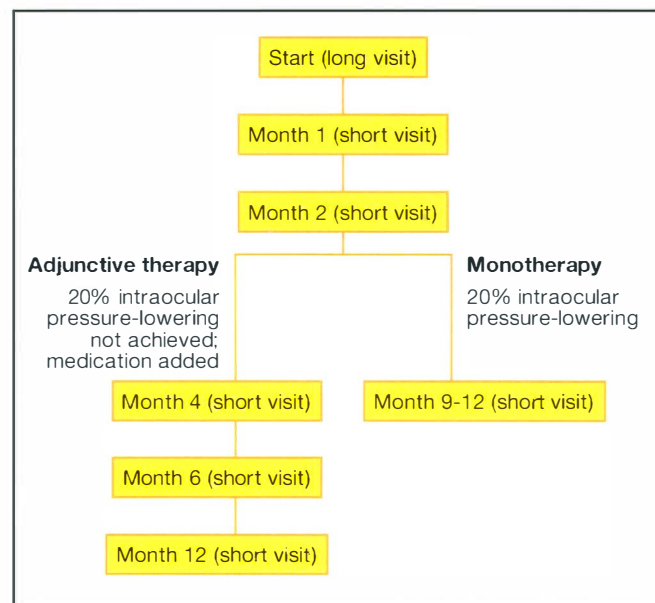 Start (long visit)
Month 1 (short visit)
Month 2 (short visit)
Adjunctive therapy
20% intraocular
pressure-lowering
not achieved;
medication added
Monotherapy
20% intraocular
pressure-lowering
Month 4 (short visit)
Month 9-12 (short visit)
Month 6 (short visit)
Month 12 (short visit)